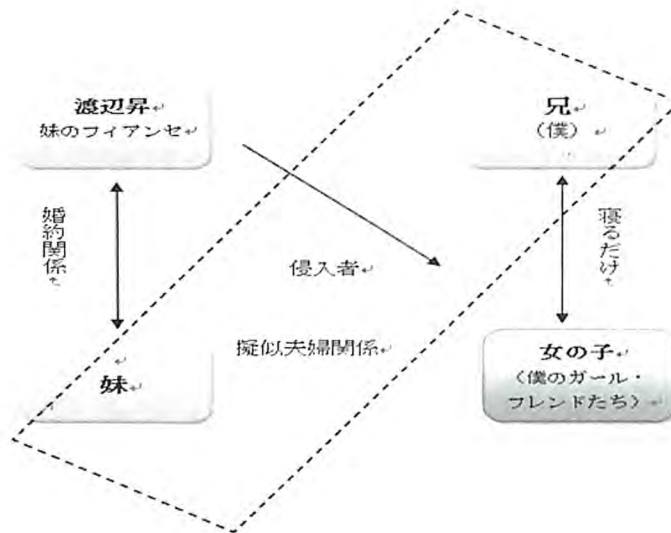 渡辺昇↵
妹のフィアンセ↵
兄↵
（僕）↵
婚約関係↵
寝るだけ↵
侵入者↵
擬似夫婦関係↵
妹↵
女の子↵
〈僕のガール・
フレンドたち〉↵